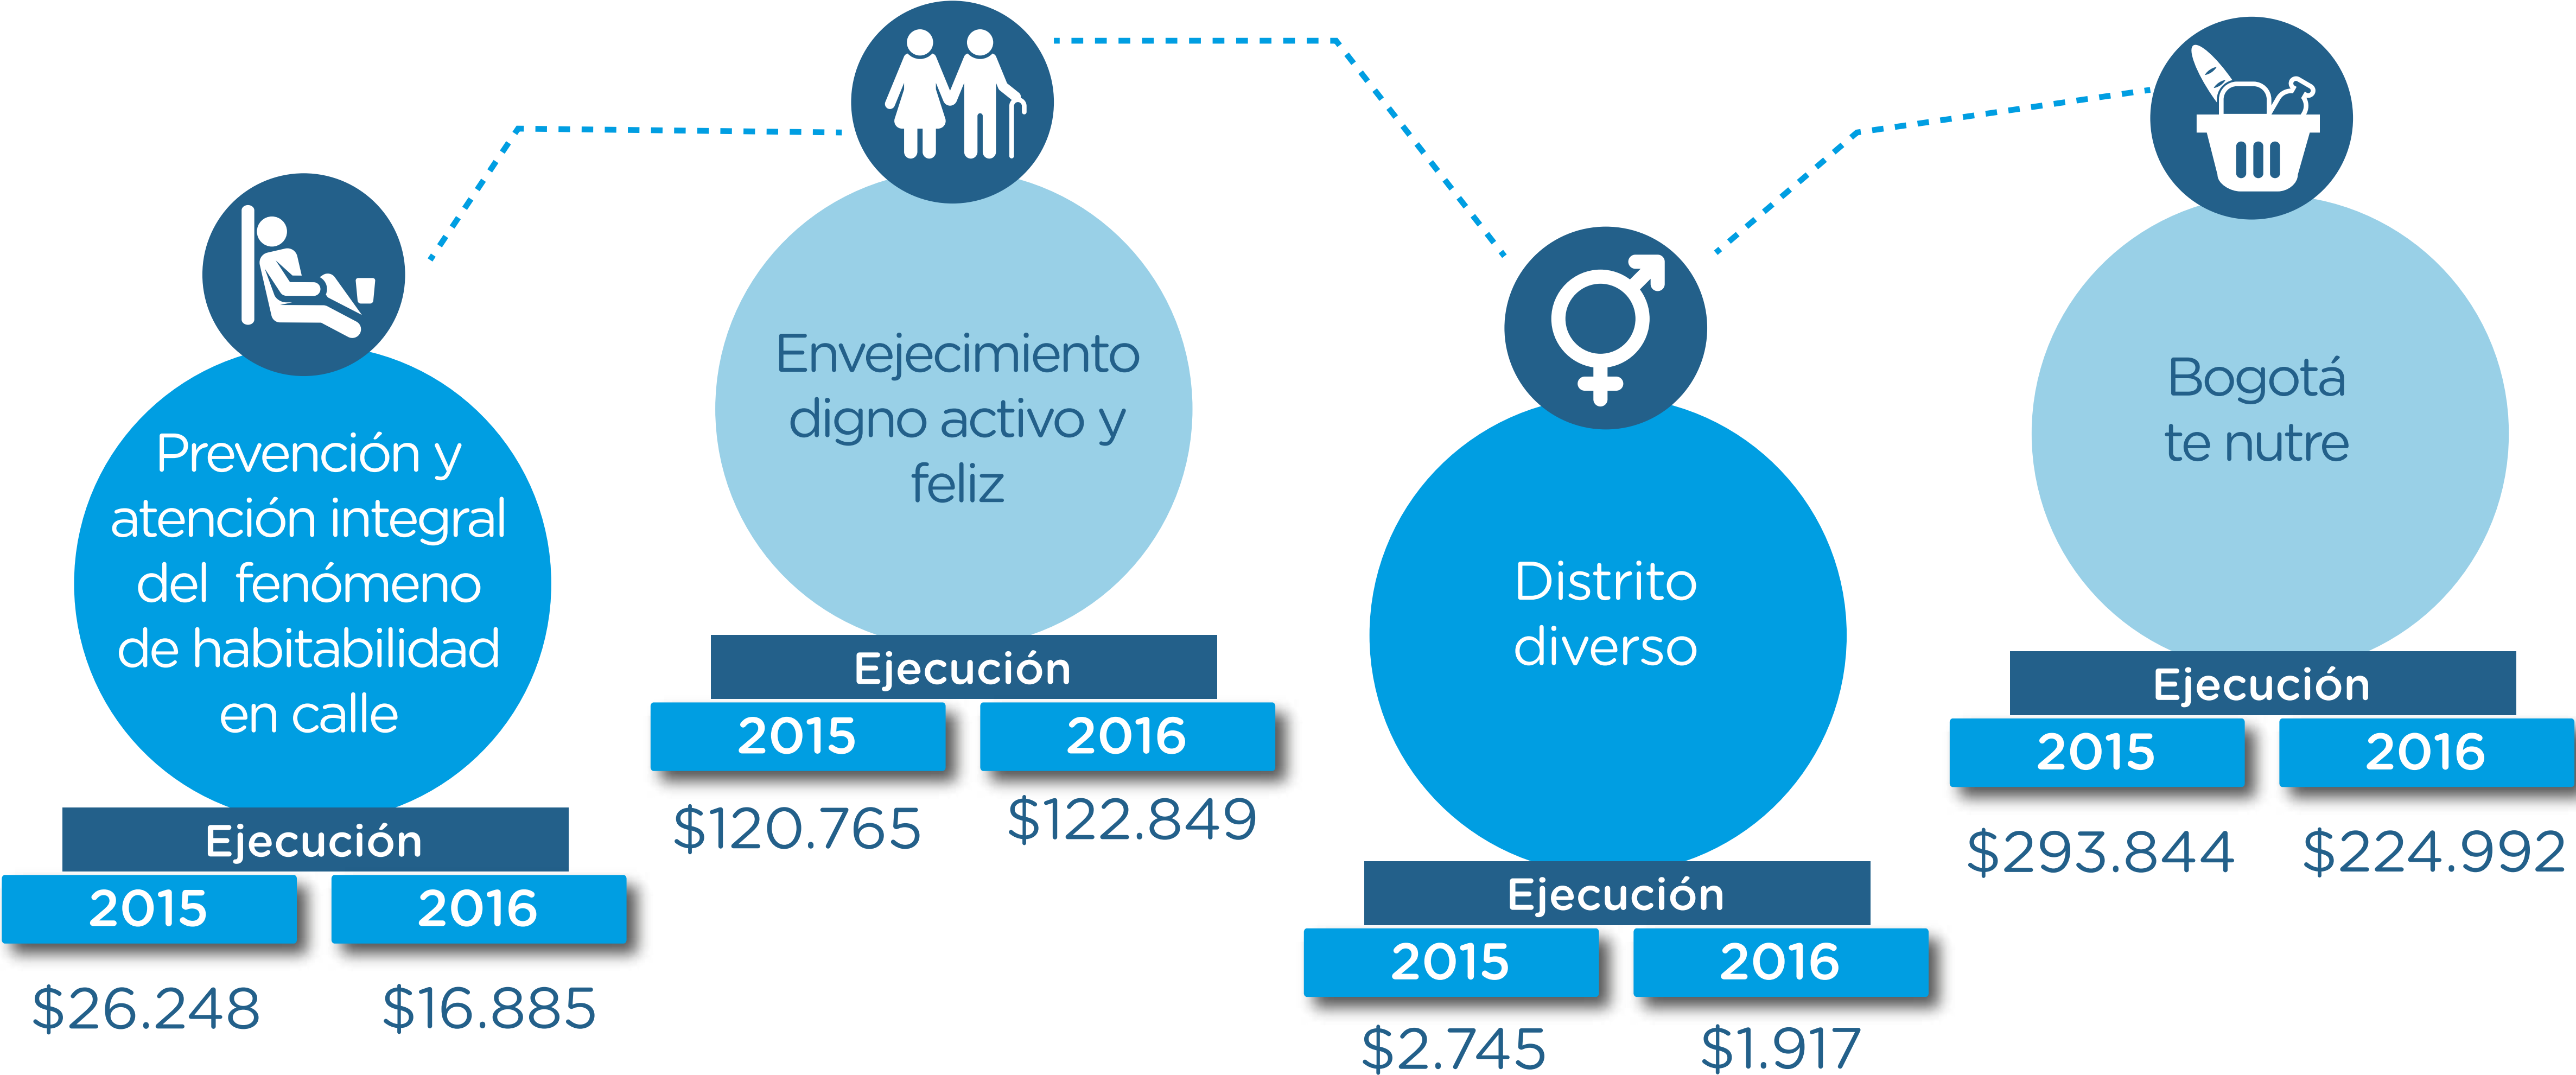 Prevención y
atención integral
del fenómeno
de habitabilidad
en calle
Ejecución
2015 2016
$26.248 $16.885
Envejecimiento
digno activo y
feliz
Ejecución
2015 2016
$120.765 $122.849
Distrito
diverso
Ejecución
2015 2016
$2.745 $1.917
Bogotá
te nutre
Ejecución
2015 2016
$293.844 $224.992